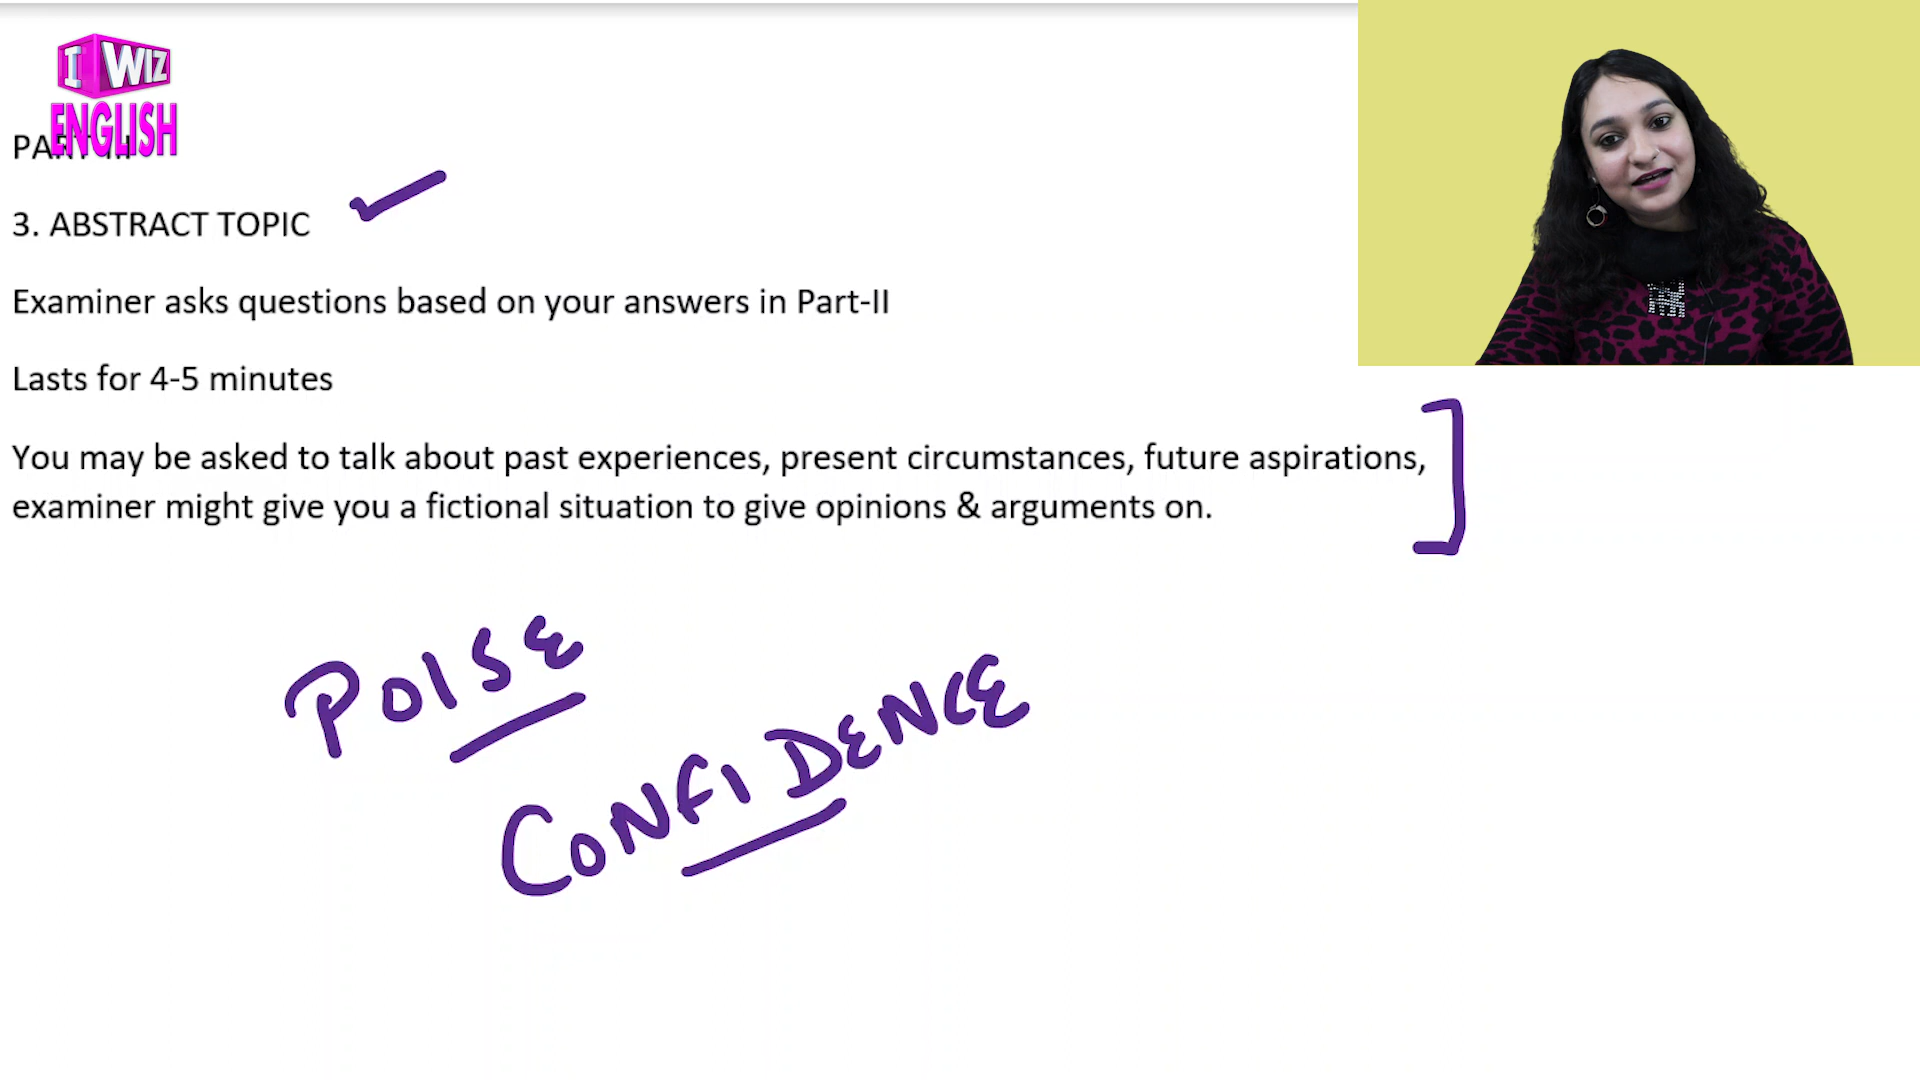 I WIZ
ENGLISH
PART III
3. ABSTRACT TOPIC
Examiner asks questions based on your answers in Part-II
Lasts for 4-5 minutes
You may be asked to talk about past experiences, present circumstances, future aspirations,
examiner might give you a fictional situation to give opinions & arguments on.
POISE
CONFIDENCE